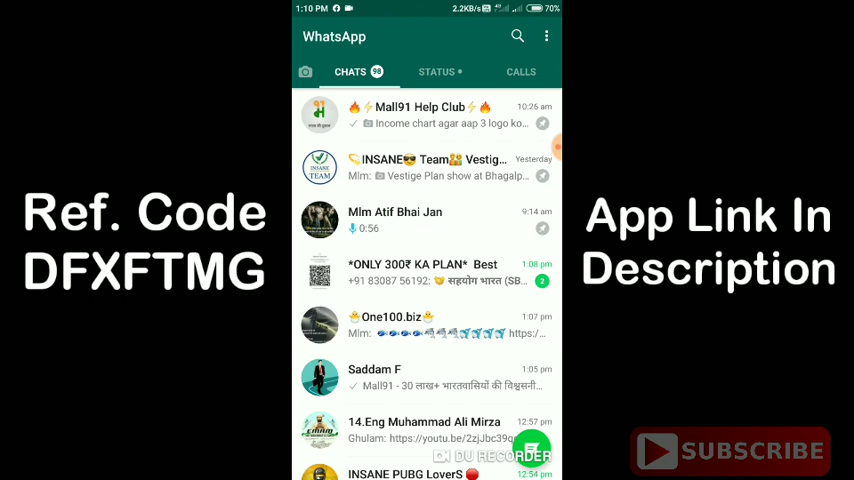 1:10 PM
2.2KB/s
4G
70%
WhatsApp
CHATS 98
STATUS
CALLS
🔥⚡Mall91 Help Club⚡🔥
10:26 am
Income chart agar aap 3 logo ko...
💫INSANE😎 Team👯 Vestig...
Yesterday
Mlm: Vestige Plan show at Bhagalp...
INSANE
TEAM
Mlm Atif Bhai Jan
9:14 am
0:56
*ONLY 300₹ KA PLAN* Best
1:08 pm
+91 83087 56192: 🤝 सहयोग भारत (SB...
2
🐣One100.biz🐣
1:07 pm
Mlm: 🐟🐟🐟🐟🦈🦈🦈🐬🐬🐬🐬 https:/...
Saddam F
1:05 pm
Mall91 - 30 लाख+ भारतवासियों की विश्वसनी...
14.Eng Muhammad Ali Mirza
12:57 pm
Ghulam: https://youtu.be/2zjJbc39q
INSANE PUBG LoverS 🛑
12:54 pm
DU RECORDER
Ref. Code
DFXFTMG
App Link In
Description
SUBSCRIBE